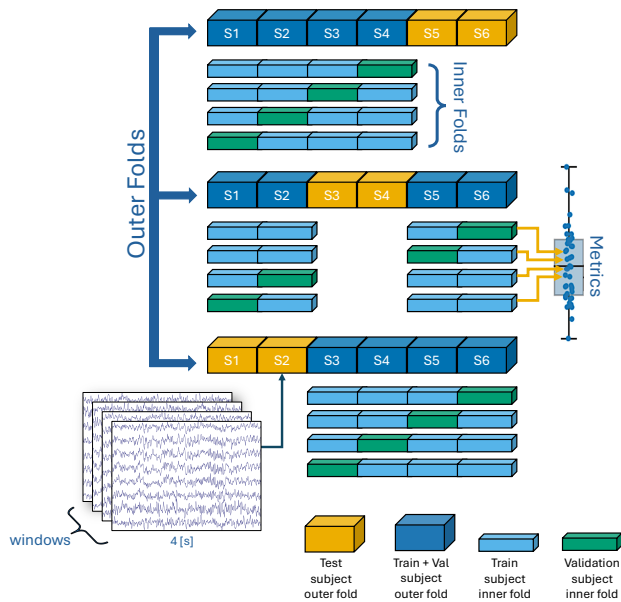 S1 S2 S3 S4 S5 S6
Inner Folds
Outer Folds
S1 S2 S3 S4 S5 S6
Metrics
S1 S2 S3 S4 S5 S6
windows
4 [s]
Test
subject
outer fold
Train + Val
subject
outer fold
Train
subject
inner fold
Validation
subject
inner fold